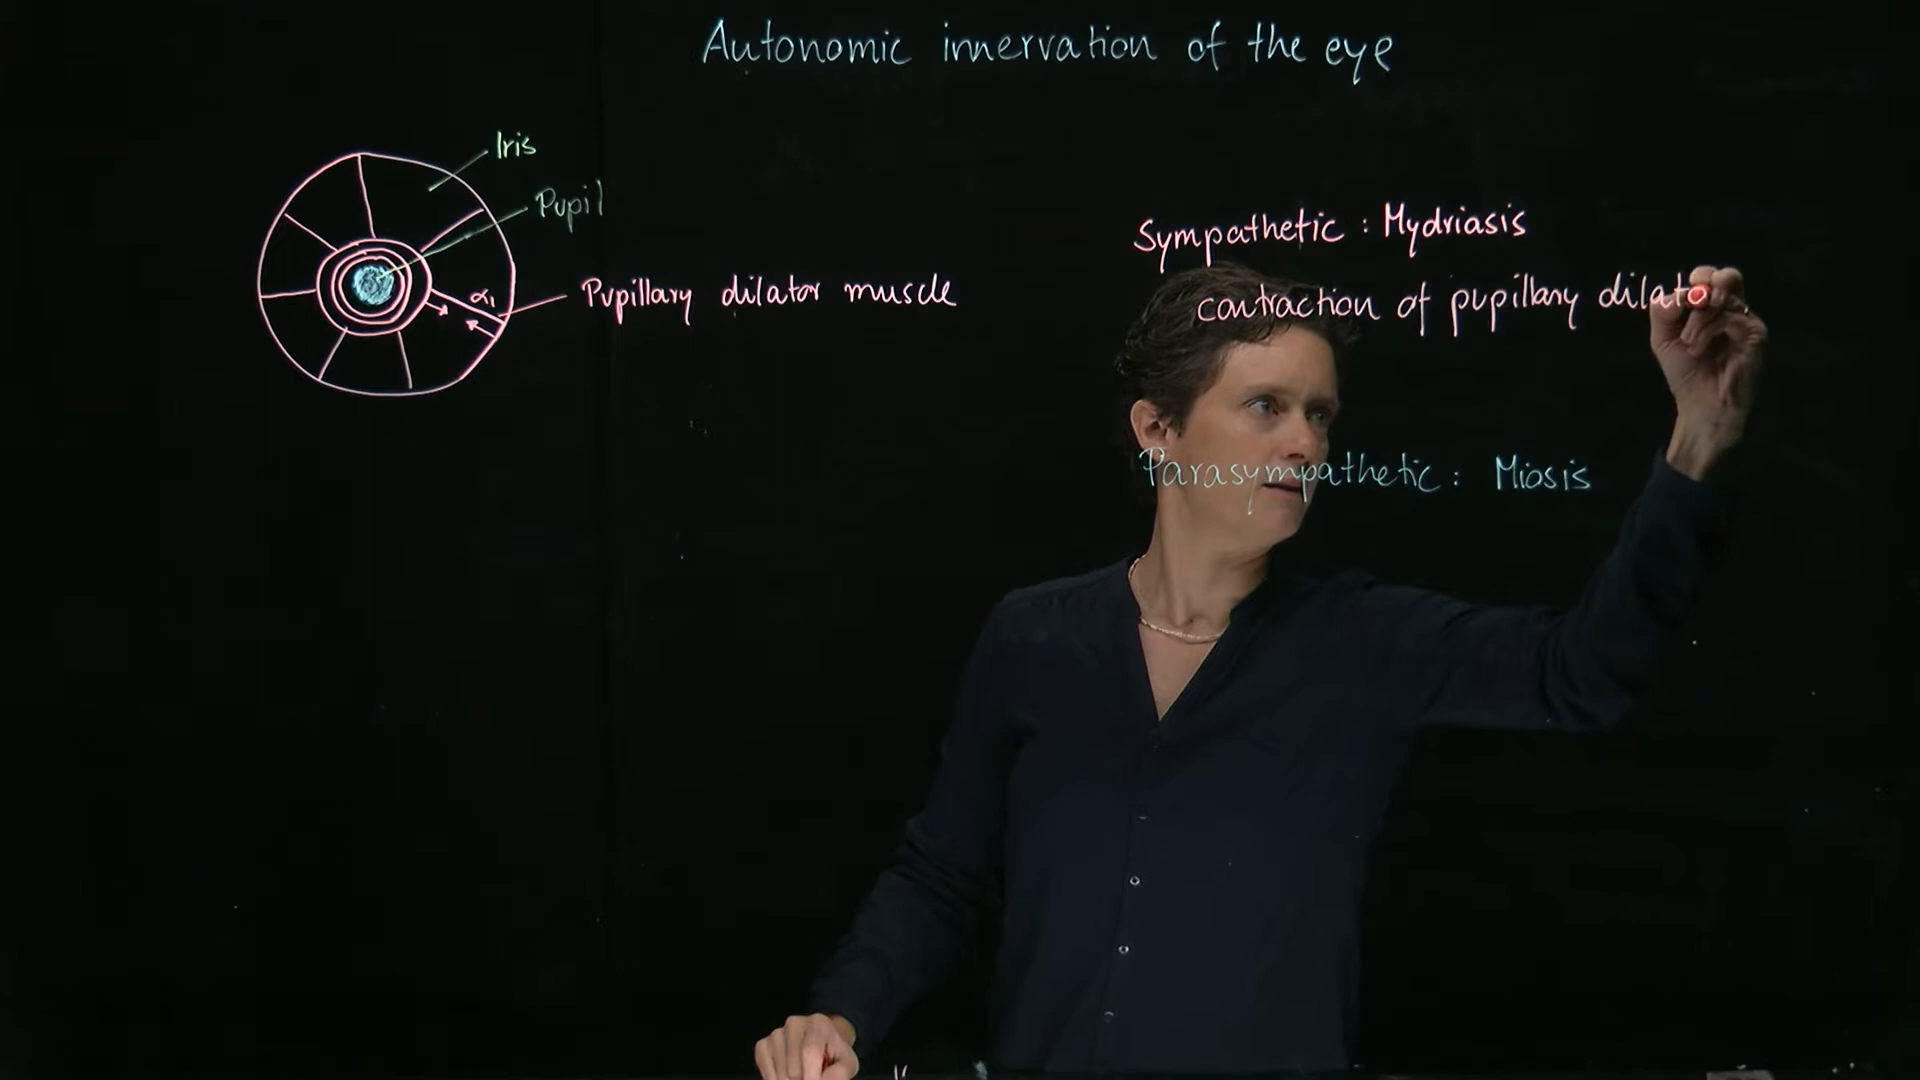 Autonomic innervation of the eye
Iris
Pupil
α1
Pupillary dilator muscle
Sympathetic : Mydriasis
contraction of pupillary dilato
Parasympathetic : Miosis